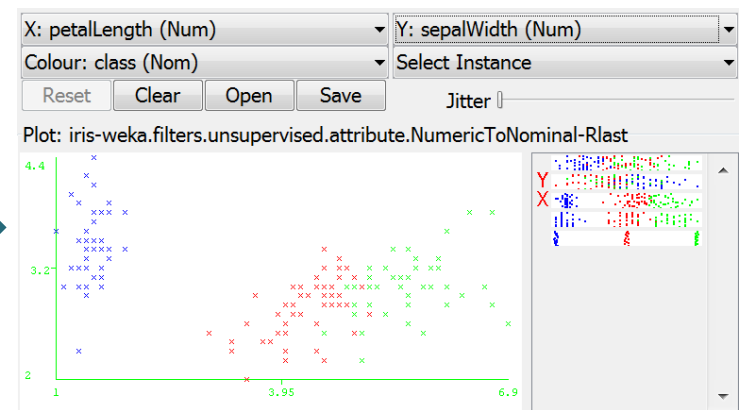 X: petalLength (Num) Y: sepalWidth (Num)
Colour: class (Nom) Select Instance
Reset Clear Open Save Jitter
Plot: iris-weka.filters.unsupervised.attribute.NumericToNominal-Rlast
4.4
3.2
2
1 3.95 6.9
Y
X